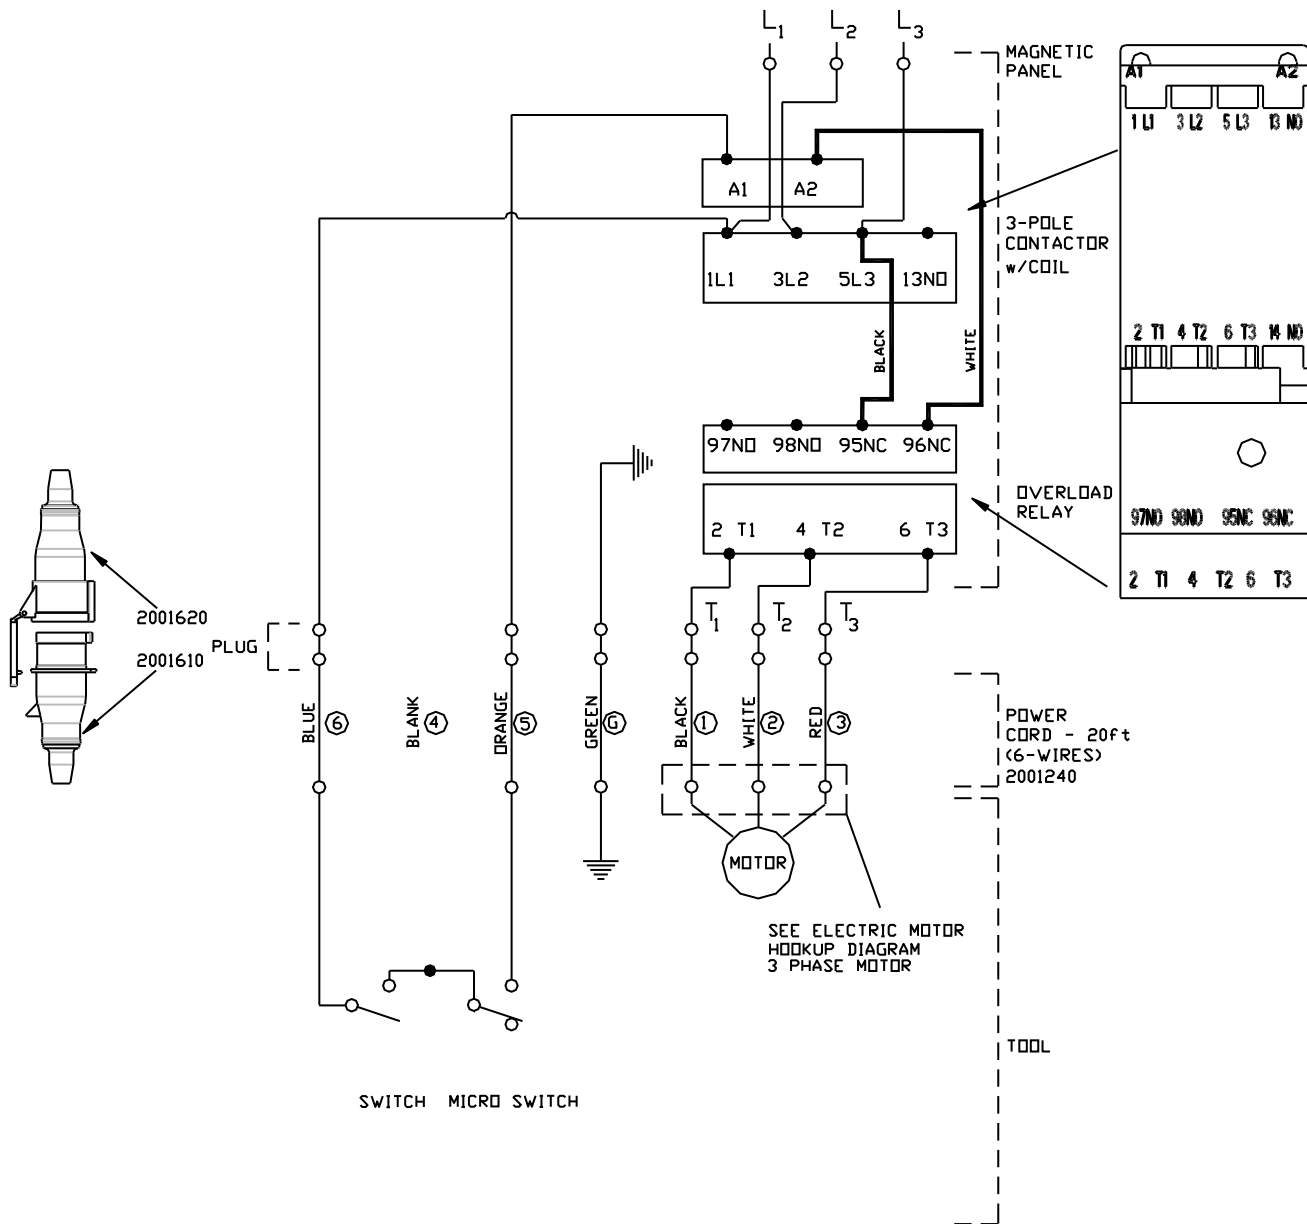 L1 L2 L3
MAGNETIC
PANEL
A1 A2
1 L1 3 L2 5 L3 13 NO
A1 A2
3-POLE
CONTACTOR
w/COIL
1L1 3L2 5L3 13NO
BLACK
WHITE
2 T1 4 T2 6 T3 14 NO
97NO 98NO 95NC 96NC
OVERLOAD
RELAY
97NO 98NO 95NC 96NC
2 T1 4 T2 6 T3
2 T1 4 T2 6 T3
T1 T2 T3
2001620
PLUG
2001610
BLUE 6
BLANK 4
ORANGE 5
GREEN G
BLACK 1
WHITE 2
RED 3
POWER
CORD - 20ft
(6-WIRES)
2001240
MOTOR
SEE ELECTRIC MOTOR
HOOKUP DIAGRAM
3 PHASE MOTOR
TOOL
SWITCH MICRO SWITCH